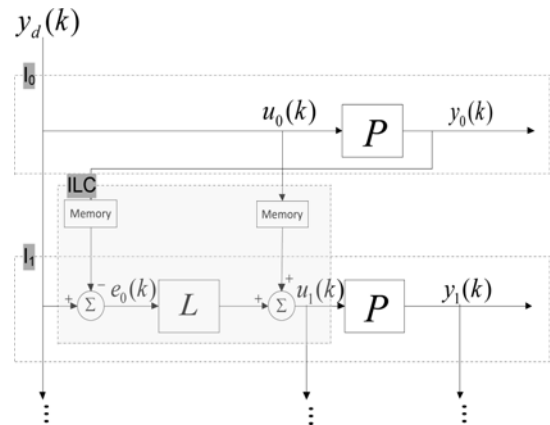 y_d(k)
I_0
u_0(k)
P
y_0(k)
ILC
Memory
Memory
I_1
+
−
Σ
e_0(k)
L
+
+
Σ
u_1(k)
P
y_1(k)
⋮
⋮
⋮